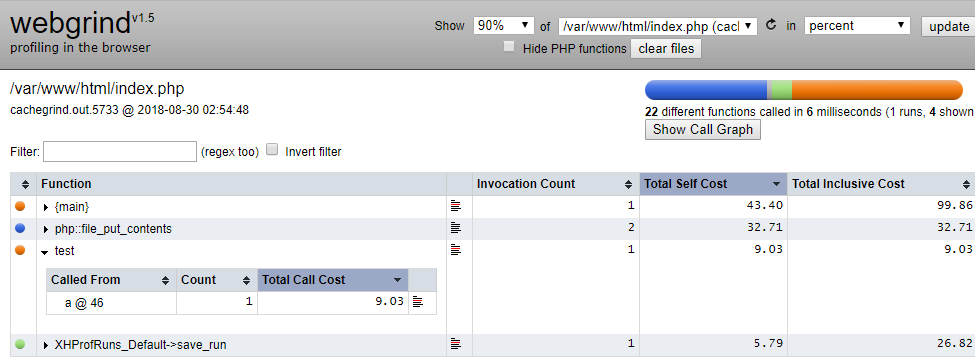 webgrind v1.5
profiling in the browser
Show 90% of /var/www/html/index.php (cacl in percent update
Hide PHP functions clear files
/var/www/html/index.php
cachegrind.out.5733 @ 2018-08-30 02:54:48
22 different functions called in 6 milliseconds (1 runs, 4 shown
Show Call Graph
Filter: (regex too) Invert filter
Function Invocation Count Total Self Cost Total Inclusive Cost
{main} 1 43.40 99.86
php::file_put_contents 2 32.71 32.71
test 1 9.03 9.03
Called From Count Total Call Cost
a @ 46 1 9.03
XHProfRuns_Default->save_run 1 5.79 26.82